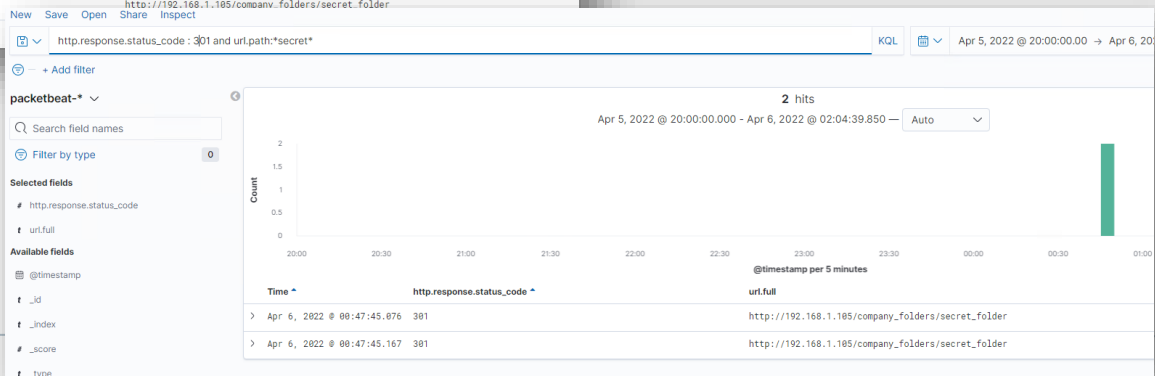 http://192.168.1.105/company_folders/secret_folder
New Save Open Share Inspect
http.response.status_code : 301 and url.path:*secret* KQL Apr 5, 2022 @ 20:00:00.00 → Apr 6, 20
+ Add filter
packetbeat-*
2 hits
Search field names
Apr 5, 2022 @ 20:00:00.000 - Apr 6, 2022 @ 02:04:39.850 — Auto
Filter by type 0
Selected fields
# http.response.status_code
t url.full
Available fields
@timestamp
t _id
t _index
# _score
t _type
Count
2
1.5
1
0.5
0
20:00 20:30 21:00 21:30 22:00 22:30 23:00 23:30 00:00 00:30 01:00
@timestamp per 5 minutes
Time http.response.status_code url.full
Apr 6, 2022 @ 00:47:45.076 301 http://192.168.1.105/company_folders/secret_folder
Apr 6, 2022 @ 00:47:45.167 301 http://192.168.1.105/company_folders/secret_folder